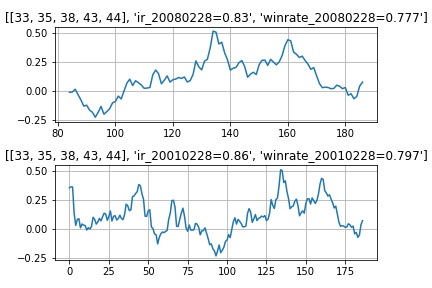 [[33, 35, 38, 43, 44], 'ir_20080228=0.83', 'winrate_20080228=0.777']
0.50
0.25
0.00
−0.25
80 100 120 140 160 180
[[33, 35, 38, 43, 44], 'ir_20010228=0.86', 'winrate_20010228=0.797']
0.50
0.25
0.00
−0.25
0 25 50 75 100 125 150 175